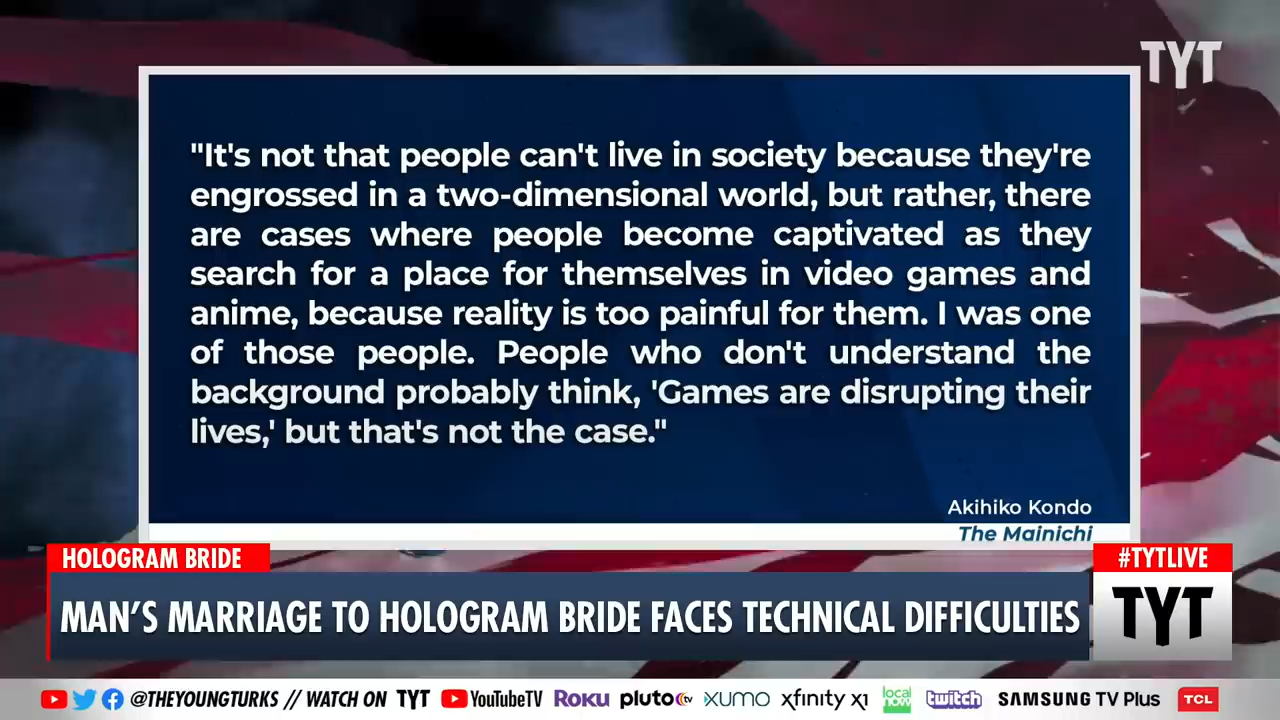 TYT
"It's not that people can't live in society because they're
engrossed in a two-dimensional world, but rather, there
are cases where people become captivated as they
search for a place for themselves in video games and
anime, because reality is too painful for them. I was one
of those people. People who don't understand the
background probably think, 'Games are disrupting their
lives,' but that's not the case."
Akihiko Kondo
The Mainichi
HOLOGRAM BRIDE
#TYTLIVE
MAN'S MARRIAGE TO HOLOGRAM BRIDE FACES TECHNICAL DIFFICULTIES
TYT
@THEYOUNGTURKS // WATCH ON TYT YouTubeTV ROKU pluto tv XUMO xfinity x1 local now twitch SAMSUNG TV Plus TCL